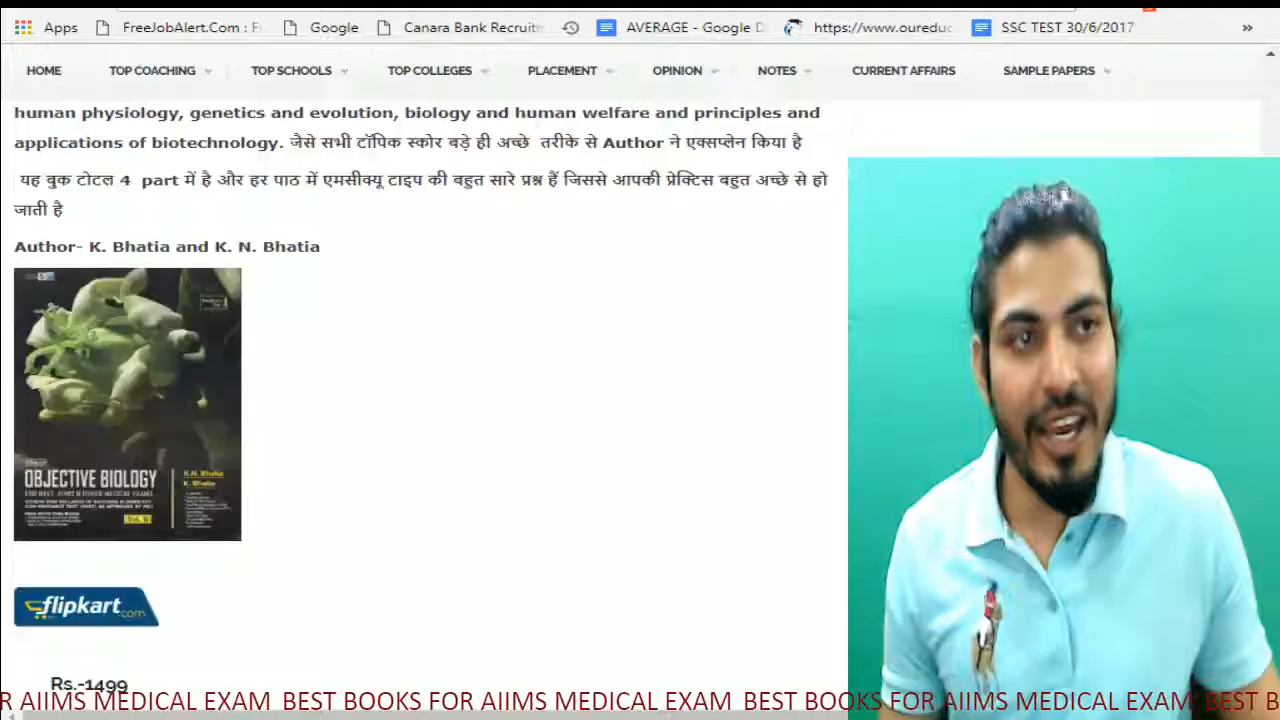 Apps FreeJobAlert.Com : F Google Canara Bank Recruitm AVERAGE - Google D https://www.oureduc SSC TEST 30/6/2017 »
HOME TOP COACHING TOP SCHOOLS TOP COLLEGES PLACEMENT OPINION NOTES CURRENT AFFAIRS SAMPLE PAPERS
human physiology, genetics and evolution, biology and human welfare and principles and
applications of biotechnology. जैसे सभी टॉपिक स्कोर बड़े ही अच्छे तरीके से Author ने एक्सप्लेन किया है
यह बुक टोटल 4 part में है और हर पाठ में एमसीक्यू टाइप की बहुत सारे प्रश्न हैं जिससे आपकी प्रेक्टिस बहुत अच्छे से हो
जाती है
Author- K. Bhatia and K. N. Bhatia
OBJECTIVE BIOLOGY
K.N. Bhatia
K. Bhatia
flipkart.com
Rs.-1499
R AIIMS MEDICAL EXAM BEST BOOKS FOR AIIMS MEDICAL EXAM BEST BOOKS FOR AIIMS MEDICAL EXAM BEST B